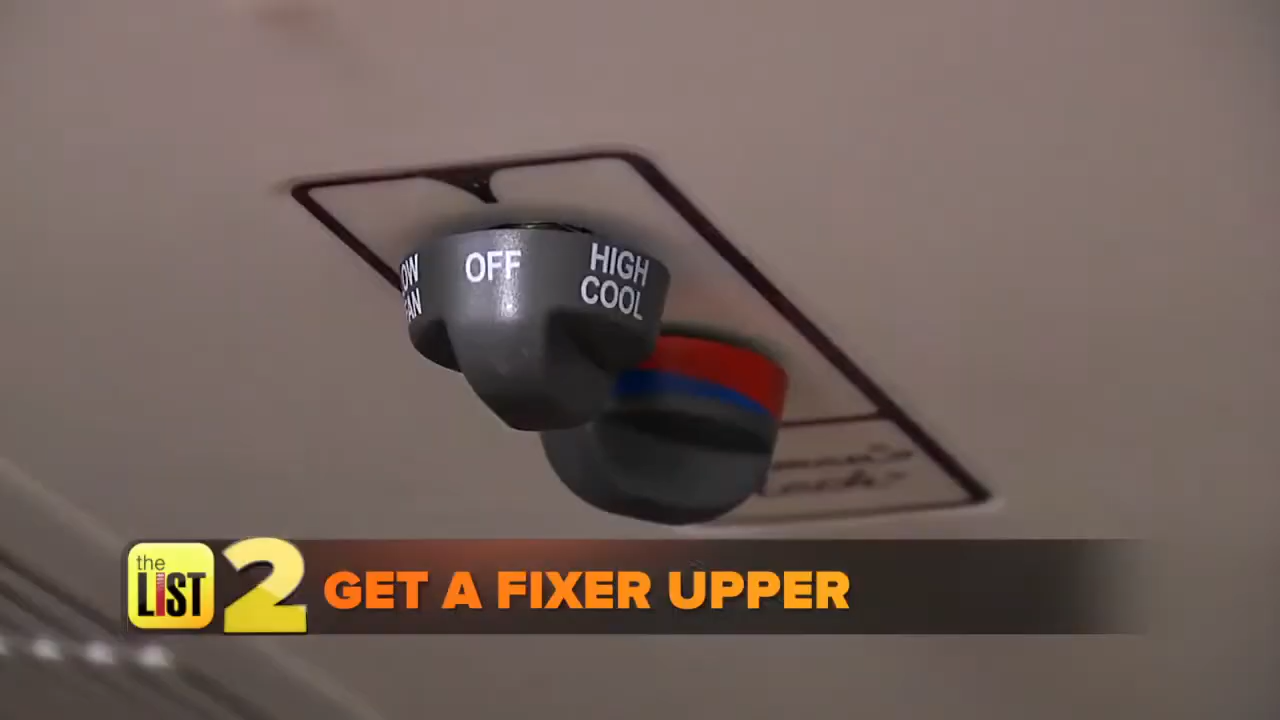 OFF
HIGH
COOL
the
LIST
2
GET A FIXER UPPER